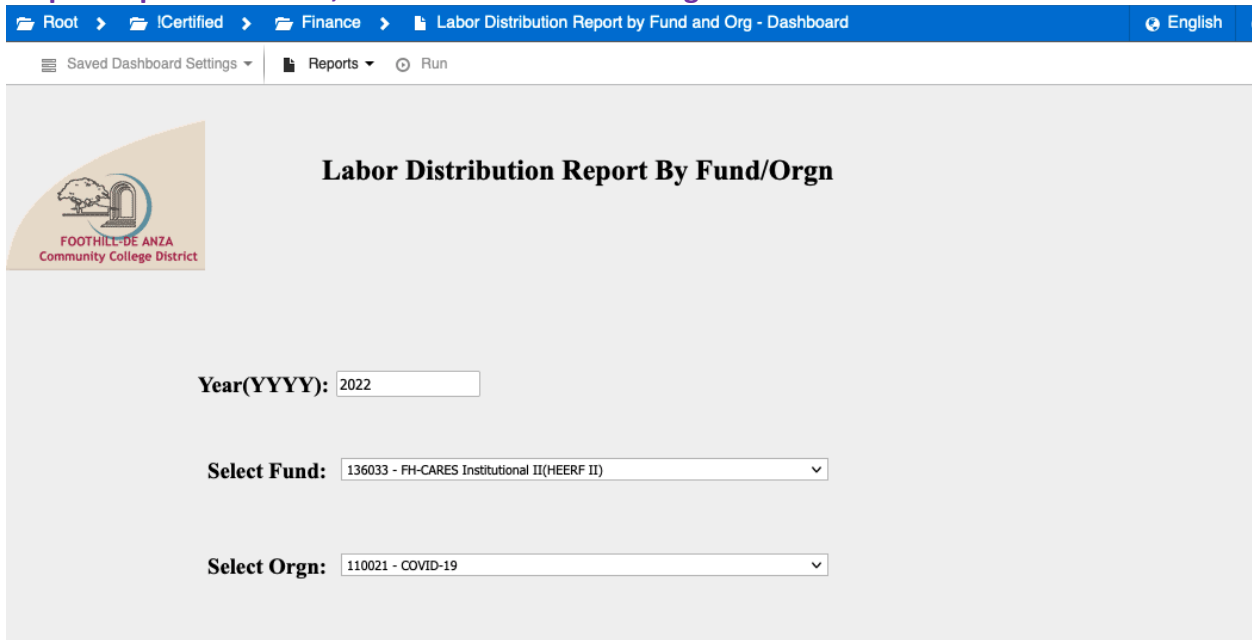 Root > !Certified > Finance > Labor Distribution Report by Fund and Org - Dashboard English
Saved Dashboard Settings Reports Run
Labor Distribution Report By Fund/Orgn
FOOTHILL-DE ANZA
Community College District
Year(YYYY): 2022
Select Fund: 136033 - FH-CARES Institutional II(HEERF II)
Select Orgn: 110021 - COVID-19